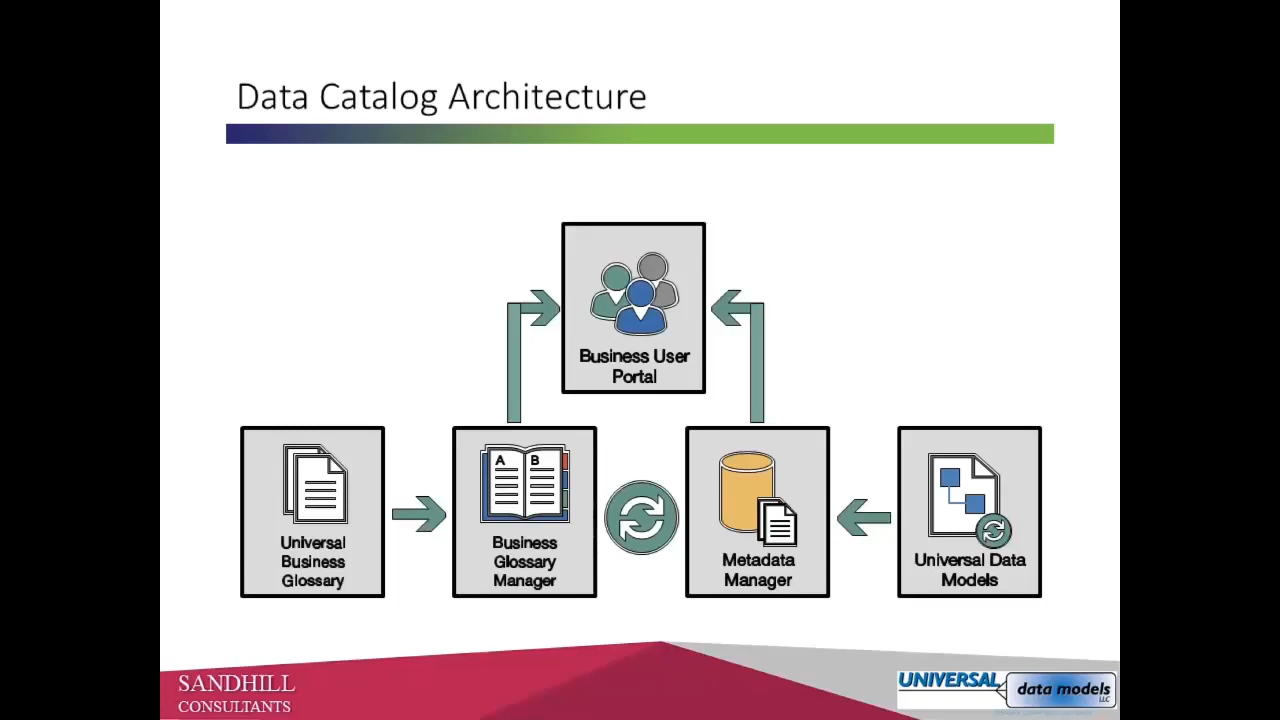 Data Catalog Architecture
Business User
Portal
Universal
Business
Glossary
A B
Business
Glossary
Manager
Metadata
Manager
Universal Data
Models
SANDHILL
CONSULTANTS
UNIVERSAL
data models
LLC